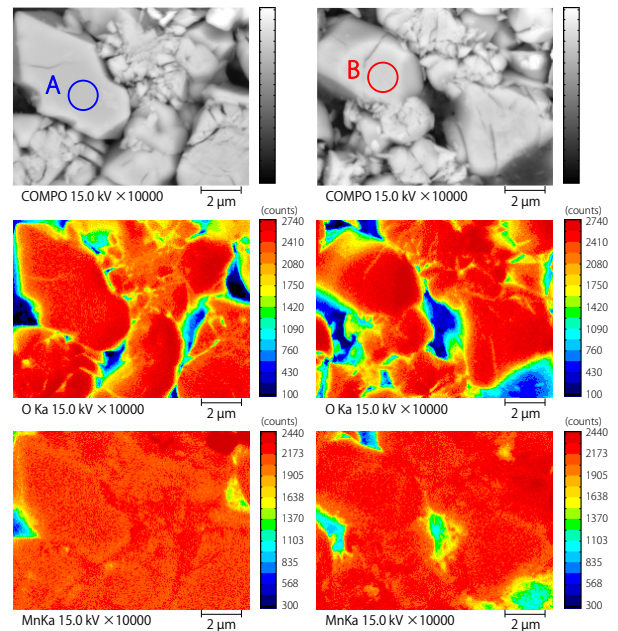 A
COMPO 15.0 kV ×10000
2 µm
B
COMPO 15.0 kV ×10000
2 µm
(counts)
2740
2410
2080
1750
1420
1090
760
430
100
O Ka 15.0 kV ×10000
2 µm
(counts)
2740
2410
2080
1750
1420
1090
760
430
100
O Ka 15.0 kV ×10000
2 µm
(counts)
2440
2173
1905
1638
1370
1103
835
568
300
MnKa 15.0 kV ×10000
2 µm
(counts)
2440
2173
1905
1638
1370
1103
835
568
300
MnKa 15.0 kV ×10000
2 µm